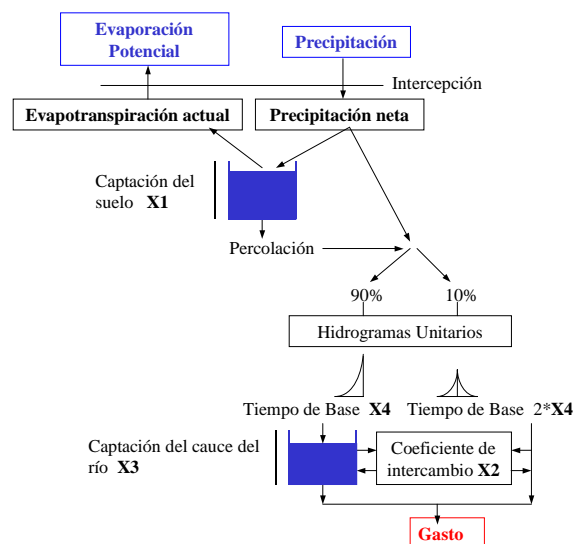 Evaporación
Potencial
Precipitación
Intercepción
Evapotranspiración actual
Precipitación neta
Captación del
suelo X1
Percolación
90%
10%
Hidrogramas Unitarios
Tiempo de Base X4
Tiempo de Base 2*X4
Captación del cauce del
río X3
Coeficiente de
intercambio X2
Gasto